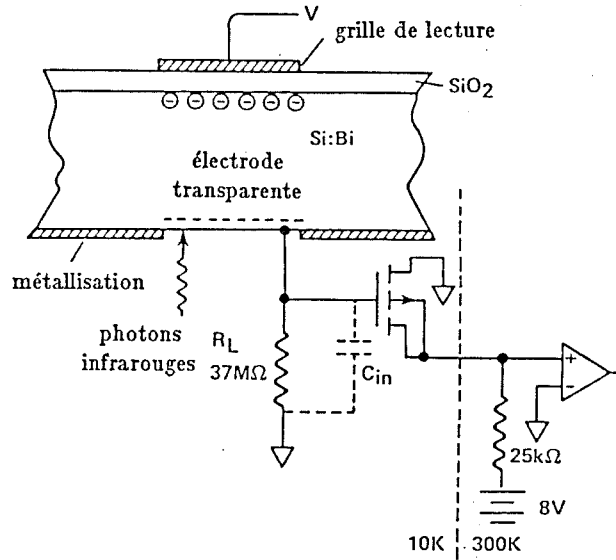 V
grille de lecture
SiO2
Si:Bi
électrode
transparente
métallisation
photons
infrarouges
RL
37MΩ
Cin
+
-
25kΩ
8V
10K
300K